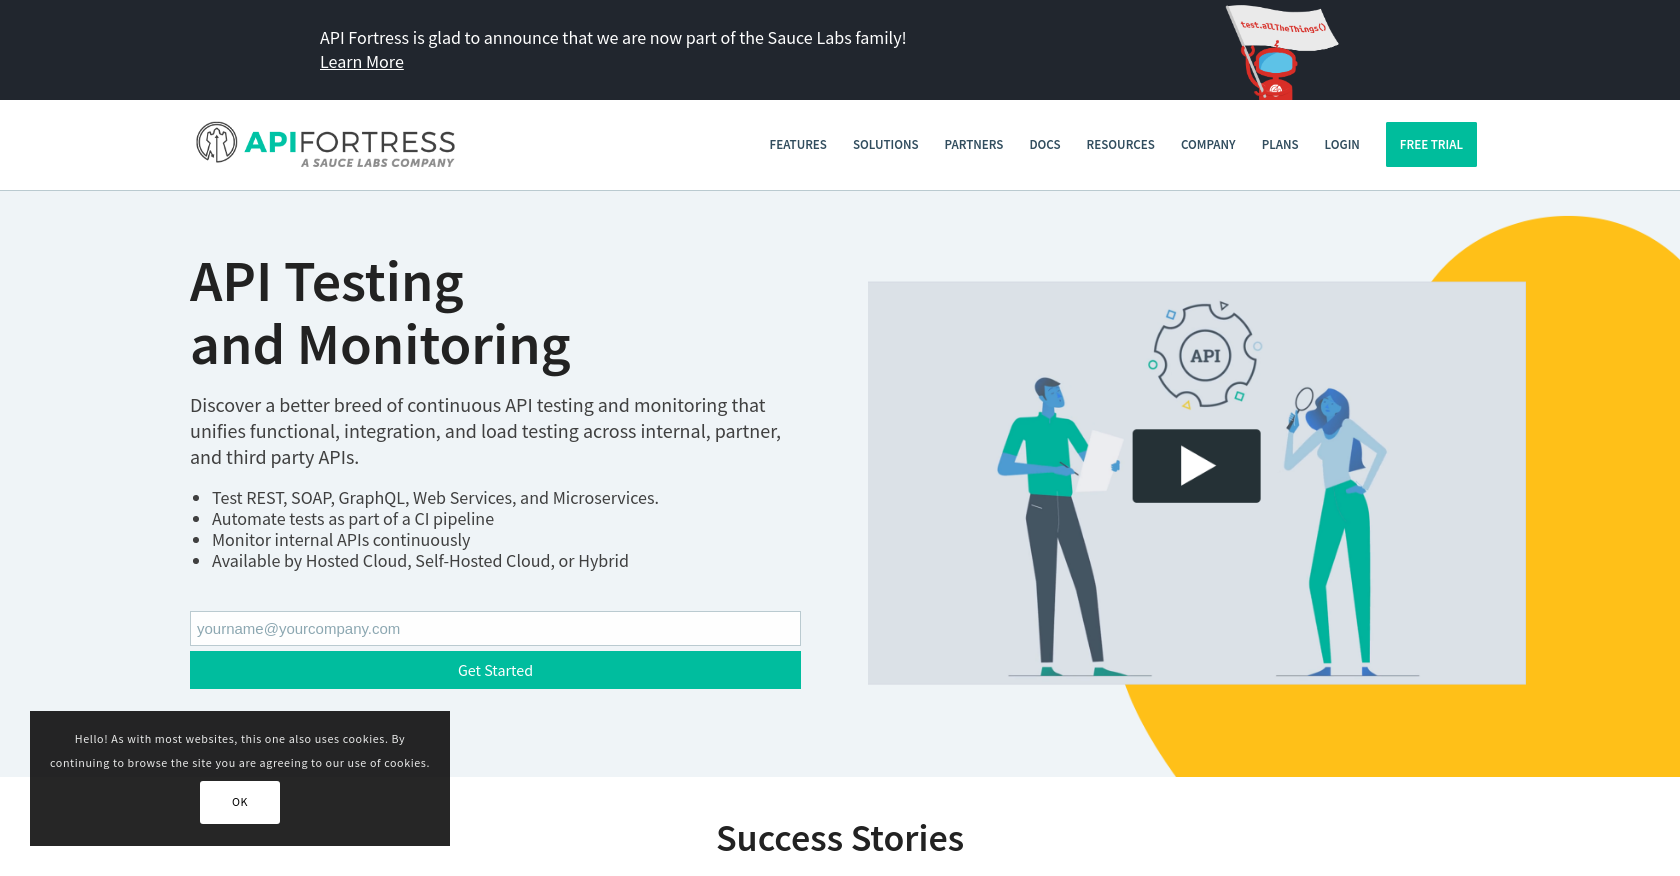 API Fortress is glad to announce that we are now part of the Sauce Labs family!
Learn More
test.allTheThings()
APIFORTRESS
A SAUCE LABS COMPANY
FEATURES SOLUTIONS PARTNERS DOCS RESOURCES COMPANY PLANS LOGIN FREE TRIAL
API Testing
and Monitoring
Discover a better breed of continuous API testing and monitoring that
unifies functional, integration, and load testing across internal, partner,
and third party APIs.
Test REST, SOAP, GraphQL, Web Services, and Microservices.
Automate tests as part of a CI pipeline
Monitor internal APIs continuously
Available by Hosted Cloud, Self-Hosted Cloud, or Hybrid
yourname@yourcompany.com
Get Started
API
Hello! As with most websites, this one also uses cookies. By
continuing to browse the site you are agreeing to our use of cookies.
OK
Success Stories